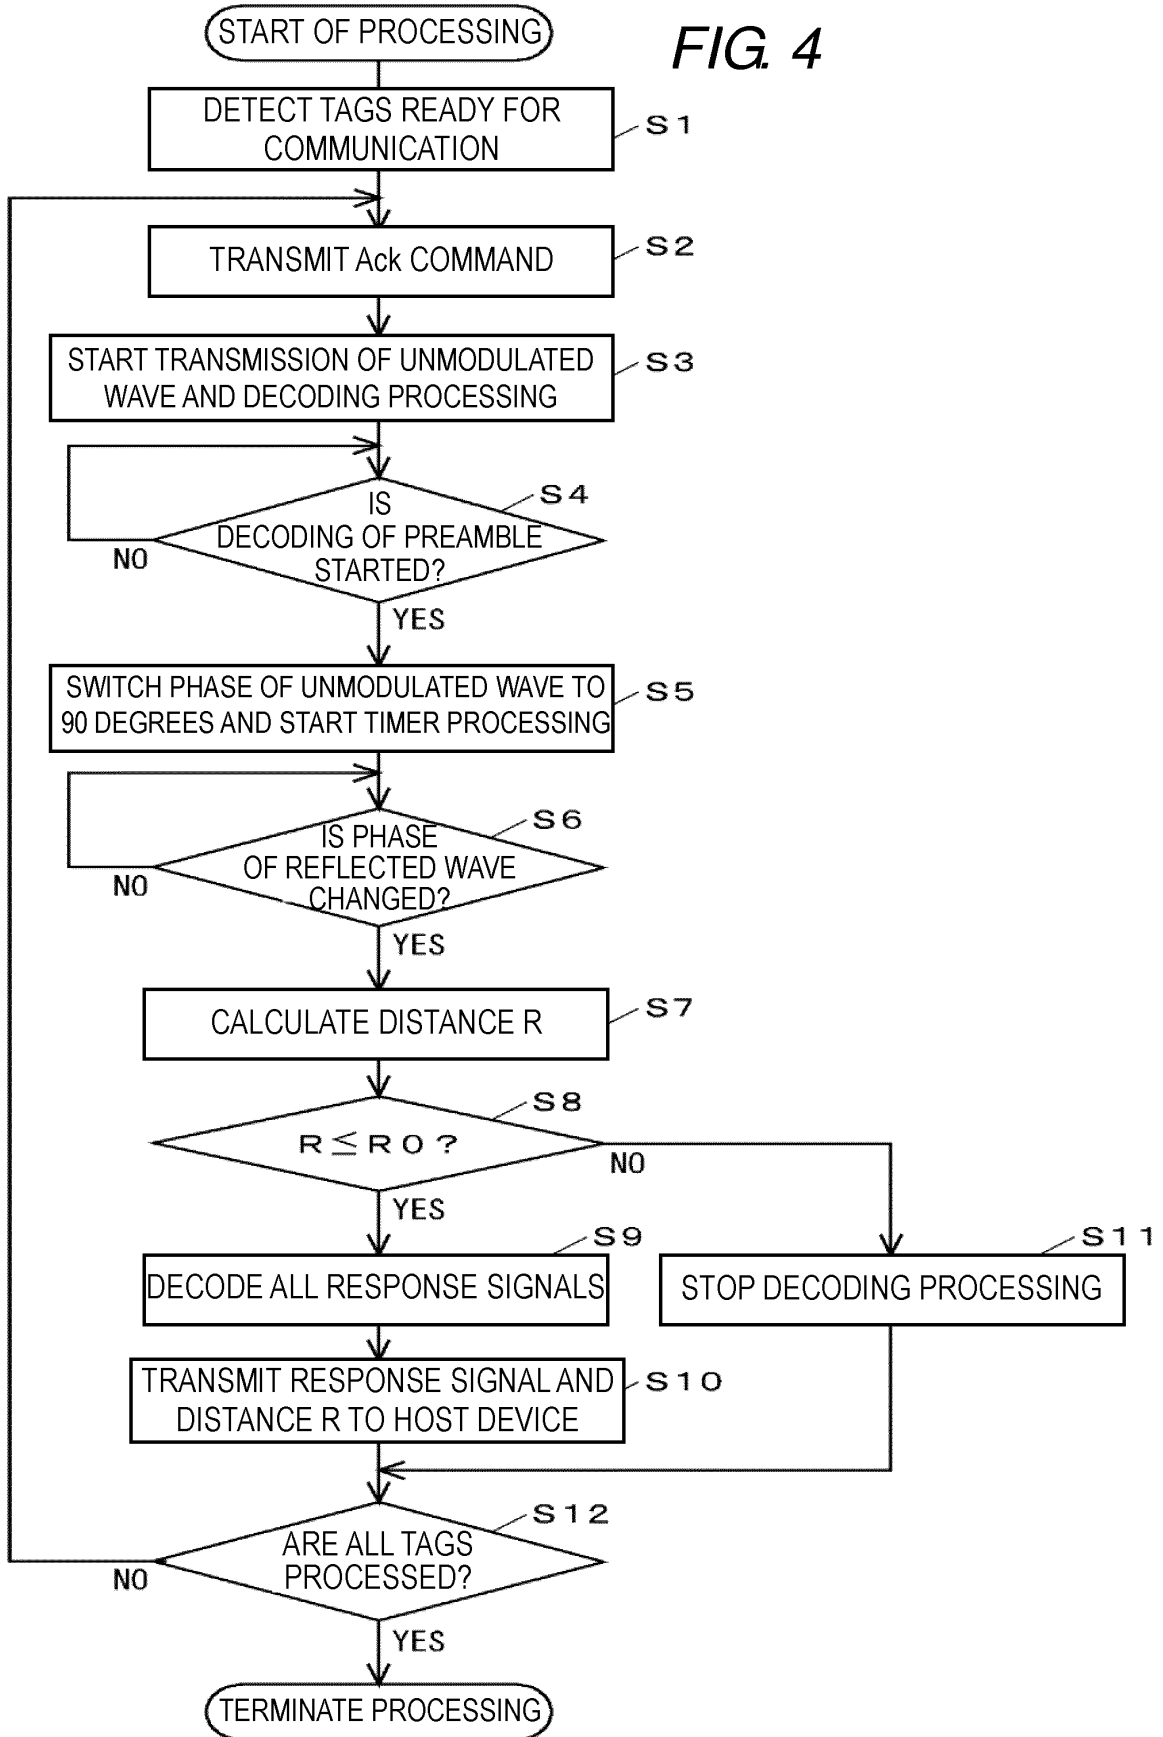 START OF PROCESSING
FIG. 4
DETECT TAGS READY FOR
COMMUNICATION
S1
TRANSMIT Ack COMMAND
S2
START TRANSMISSION OF UNMODULATED
WAVE AND DECODING PROCESSING
S3
IS
DECODING OF PREAMBLE
STARTED?
S4
NO
YES
SWITCH PHASE OF UNMODULATED WAVE TO
90 DEGREES AND START TIMER PROCESSING
S5
IS PHASE
OF REFLECTED WAVE
CHANGED?
S6
NO
YES
CALCULATE DISTANCE R
S7
R≦R0?
S8
NO
YES
DECODE ALL RESPONSE SIGNALS
S9
STOP DECODING PROCESSING
S11
TRANSMIT RESPONSE SIGNAL AND
DISTANCE R TO HOST DEVICE
S10
ARE ALL TAGS
PROCESSED?
S12
NO
YES
TERMINATE PROCESSING